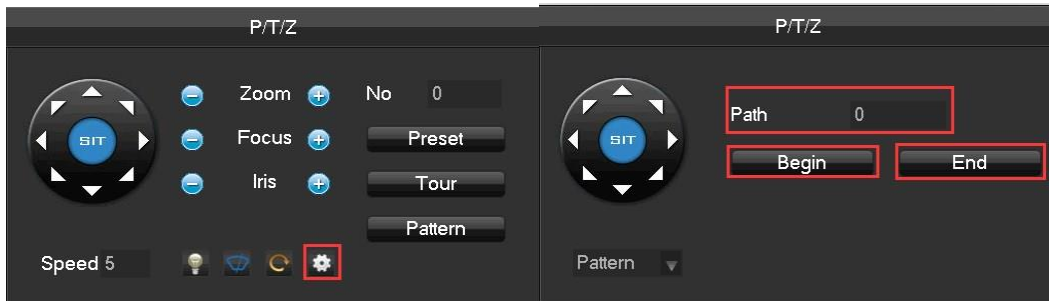 P/T/Z
Zoom
No 0
SIT
Focus
Preset
Iris
Tour
Pattern
Speed 5
P/T/Z
Path 0
SIT
Begin
End
Pattern